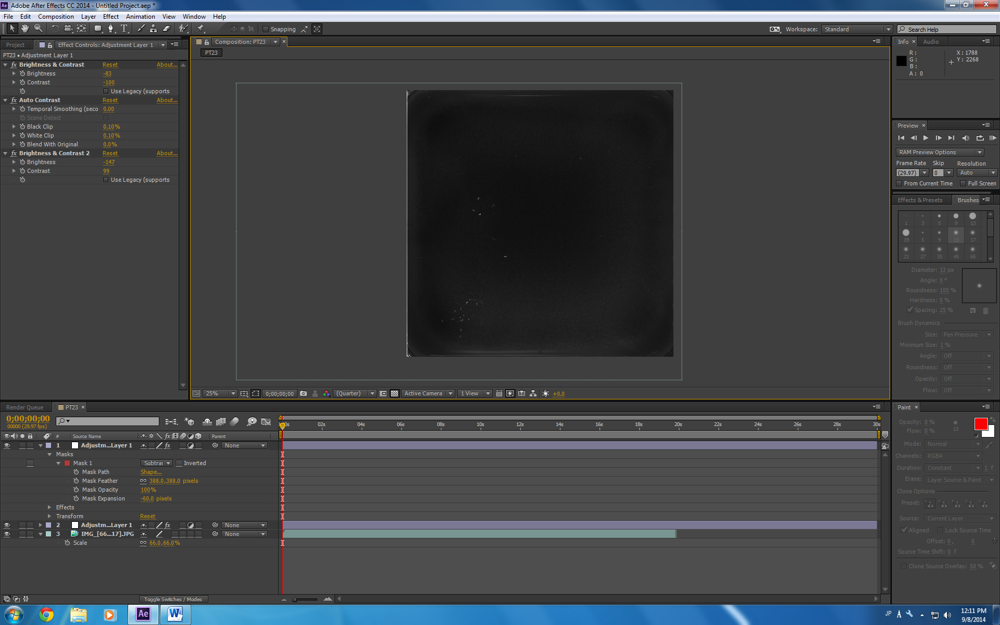 Adobe After Effects CC 2014 - Untitled Project.aep *
File Edit Composition Layer Effect Animation View Window Help
Snapping
Workspace: Standard
Search Help
Project
Effect Controls: Adjustment Layer 1
PT23 • Adjustment Layer 1
fx Brightness & Contrast Reset About...
Brightness -83
Contrast -100
Use Legacy (supports
fx Auto Contrast Reset About...
Temporal Smoothing (seco 0.00
Scene Detect
Black Clip 0.10%
White Clip 0.10%
Blend With Original 0.0%
fx Brightness & Contrast 2 Reset About...
Brightness -147
Contrast 99
Use Legacy (supports
Composition: PT23
PT23
25% 0;00;00;00 (Quarter) Active Camera 1 View +0.0
Info Audio
R: X: 1788
G: Y: 2268
B:
A: 0
Preview
RAM Preview Options
Frame Rate Skip Resolution
(29.97) 0 Auto
From Current Time Full Screen
Effects & Presets Brushes
1 3 5 9 13
19 5 9 13 17
21 27 35 45 65
Diameter: 13 px
Angle: 0 °
Roundness: 100 %
Hardness: 0 %
Spacing: 25 %
Brush Dynamics
Size: Pen Pressure
Minimum Size: 1 %
Angle: Off
Roundness: Off
Opacity: Off
Flow: Off
Render Queue PT23
0;00;00;00
00000 (29.97 fps)
# Source Name fx Parent
02s 04s 06s 08s 10s 12s 14s 16s 18s 20s 22s 24s 26s 28s 30s
1 Adjustm...Layer 1 fx None
Masks
Mask 1 Subtrac Inverted
Mask Path Shape...
Mask Feather 388.0,388.0 pixels
Mask Opacity 100%
Mask Expansion -60.0 pixels
Effects
Transform Reset
2 Adjustm...Layer 1 fx None
3 IMG_[66...17].JPG None
Scale 66.0,66.0%
Toggle Switches / Modes
Paint
Opacity: 0 %
Flow: 0 % 13
Mode: Normal
Channels: RGBA
Duration: Constant 1 f
Erase: Layer Source & Paint
Clone Options
Preset:
Source: Current Layer
Aligned Lock Source Time
Offset: 0 , 0
Source Time Shift: 0 f
Clone Source Overlay: 50 %
Ae
W
JP A
12:11 PM
9/8/2014